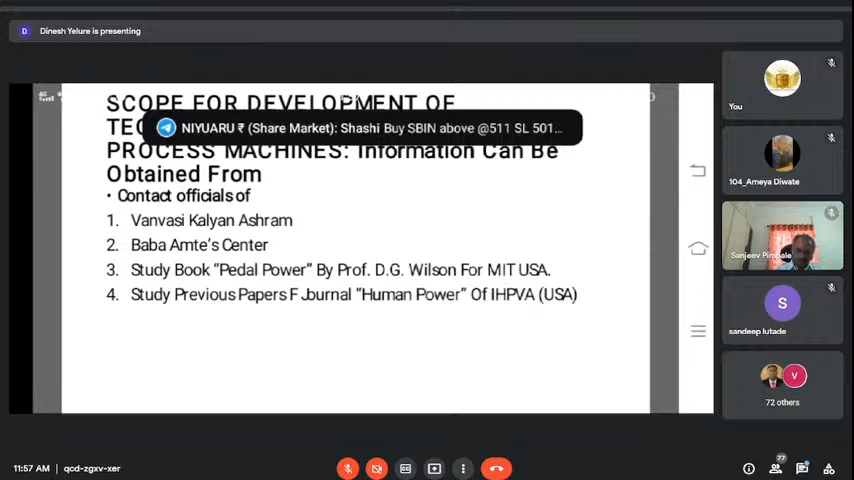 D Dinesh Yelure is presenting
4G
SCOPE FOR DEVELOPMENT OF
NIYUARU ₹ (Share Market): Shashi Buy SBIN above @511 SL 501...
PROCESS MACHINES: Information Can Be
Obtained From
• Contact officials of
1. Vanvasi Kalyan Ashram
2. Baba Amte's Center
3. Study Book “Pedal Power” By Prof. D.G. Wilson For MIT USA.
4. Study Previous Papers F Journal “Human Power” Of IHPVA (USA)
You
104_Ameya Diwate
Sanjeev Pimpale
S
sandeep lutade
V
72 others
11:57 AM | qcd-zgxv-xer
77